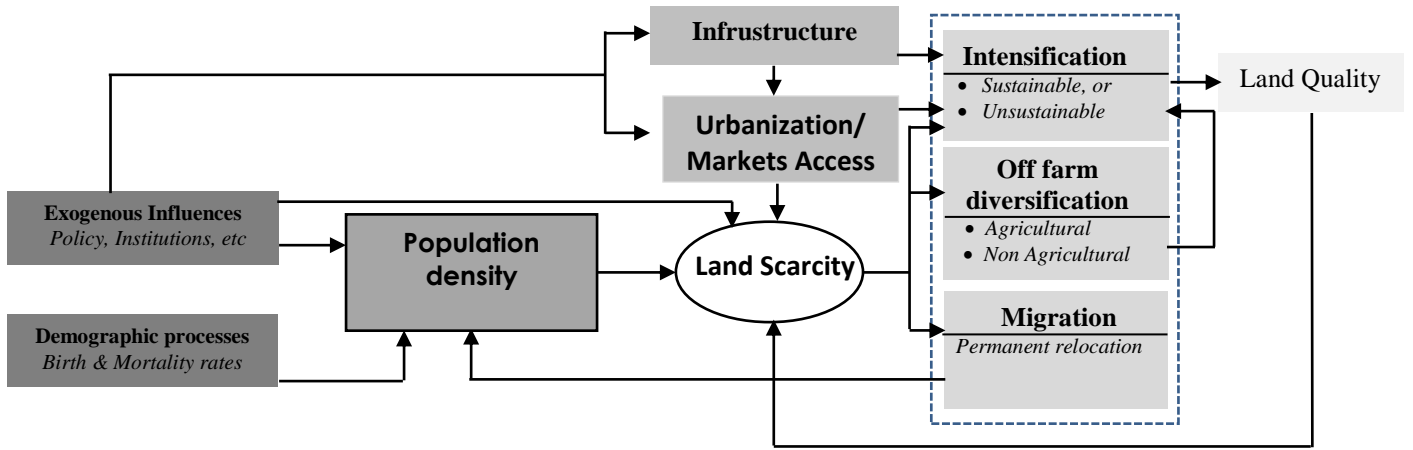 Infrustructure
Urbanization/
Markets Access
Exogenous Influences
Policy, Institutions, etc
Demographic processes
Birth & Mortality rates
Population
density
Land Scarcity
Intensification
• Sustainable, or
• Unsustainable
Off farm
diversification
• Agricultural
• Non Agricultural
Migration
Permanent relocation
Land Quality